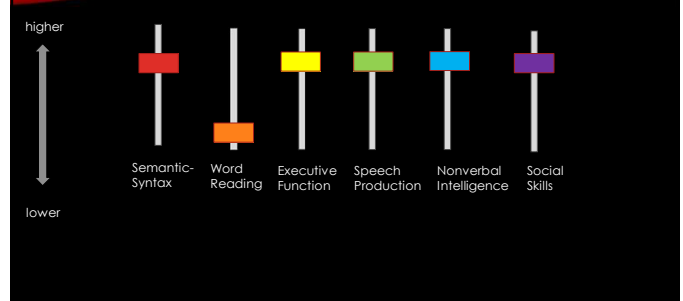 higher
Semantic-
Syntax
Word
Reading
Executive
Function
Speech
Production
Nonverbal
Intelligence
Social
Skills
lower